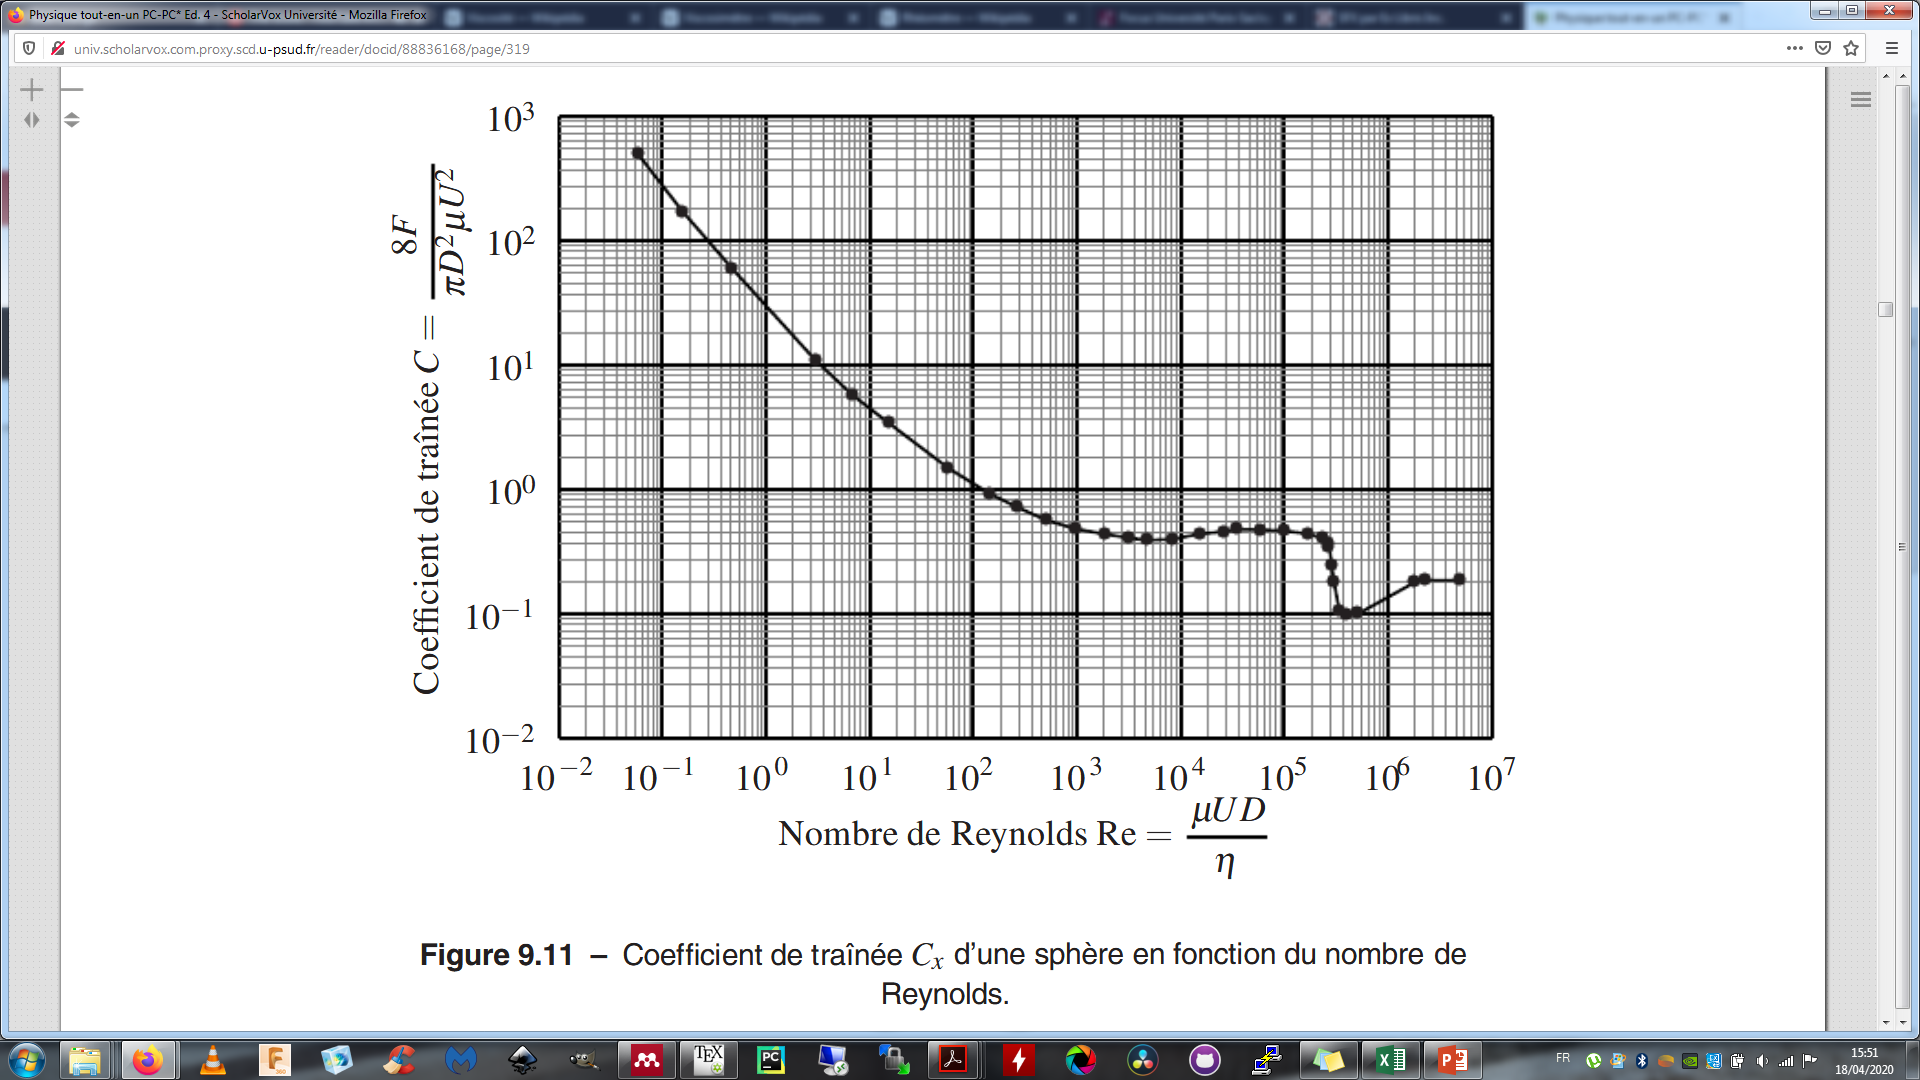 Physique tout-en-un PC-PC* Ed. 4 - ScholarVox Université - Mozilla Firefox
univ.scholarvox.com.proxy.scd.u-psud.fr/reader/docid/88836168/page/319
Coefficient de traînée C = 8F / πD²μU²
10³
10²
10¹
10⁰
10⁻¹
10⁻²
10⁻² 10⁻¹ 10⁰ 10¹ 10² 10³ 10⁴ 10⁵ 10⁶ 10⁷
Nombre de Reynolds Re = μUD / η
Figure 9.11 – Coefficient de traînée Cₓ d'une sphère en fonction du nombre de
Reynolds.
FR
15:51
18/04/2020